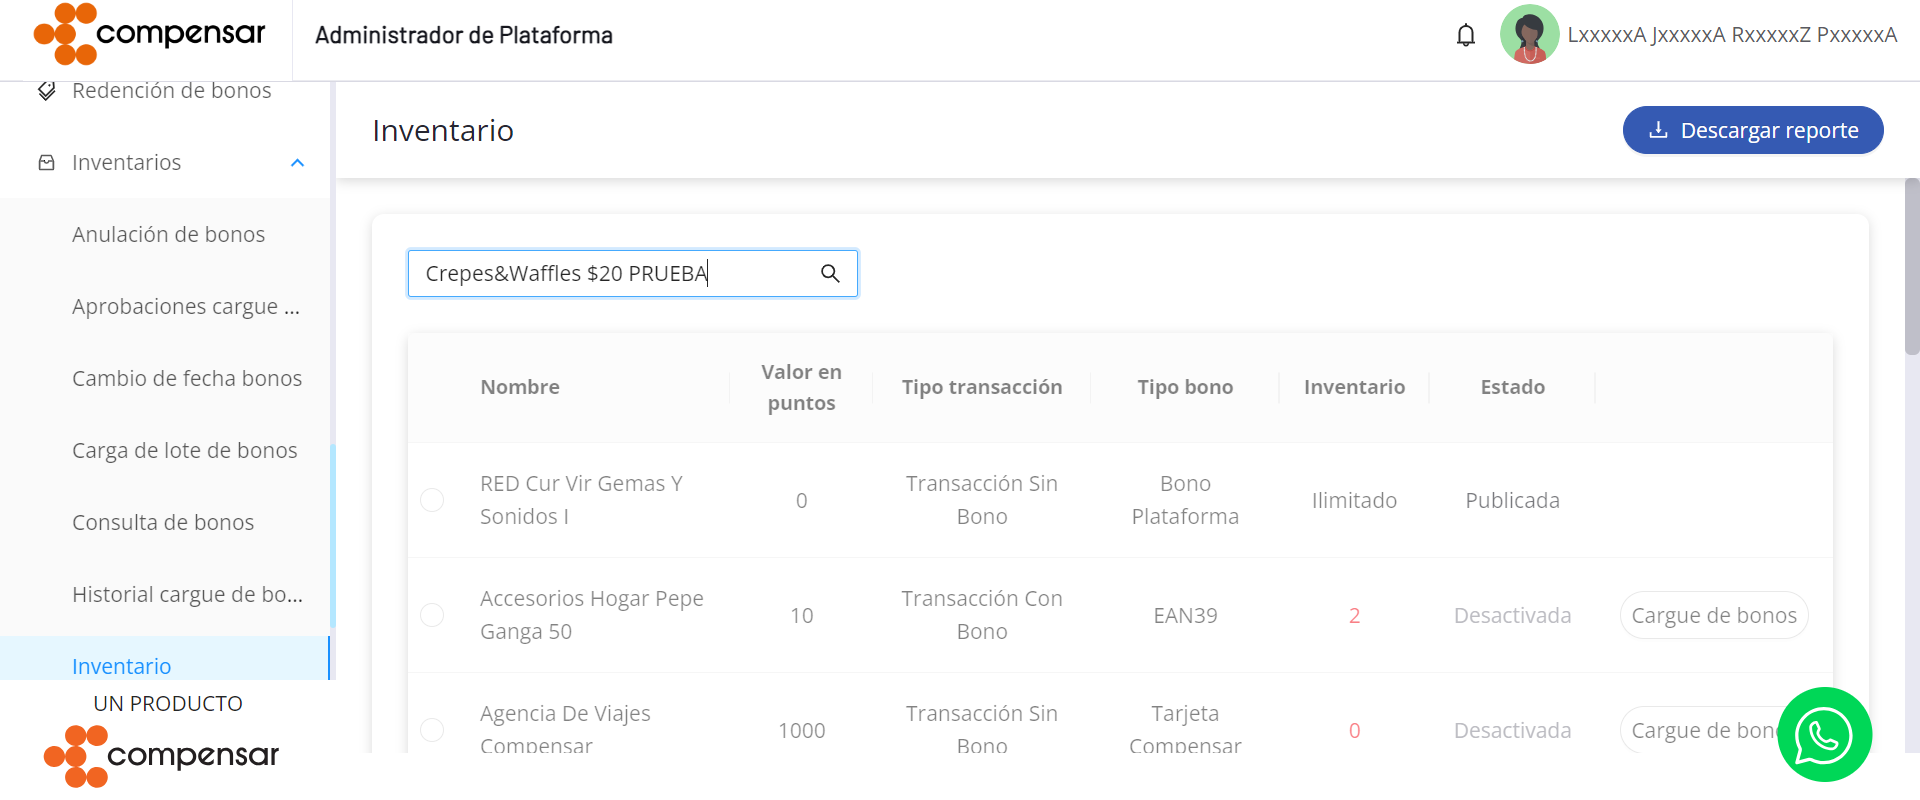 compensar
Administrador de Plataforma
LxxxxxA JxxxxxA RxxxxxZ PxxxxxA
Redención de bonos
Inventarios
Anulación de bonos
Aprobaciones cargue ...
Cambio de fecha bonos
Carga de lote de bonos
Consulta de bonos
Historial cargue de bo...
Inventario
UN PRODUCTO
compensar
Inventario
Descargar reporte
Crepes&Waffles $20 PRUEBA
Nombre
Valor en
puntos
Tipo transacción
Tipo bono
Inventario
Estado
RED Cur Vir Gemas Y
Sonidos I
0
Transacción Sin
Bono
Bono
Plataforma
Ilimitado
Publicada
Accesorios Hogar Pepe
Ganga 50
10
Transacción Con
Bono
EAN39
2
Desactivada
Cargue de bonos
Agencia De Viajes
Compensar
1000
Transacción Sin
Bono
Tarjeta
Compensar
0
Desactivada
Cargue de bon